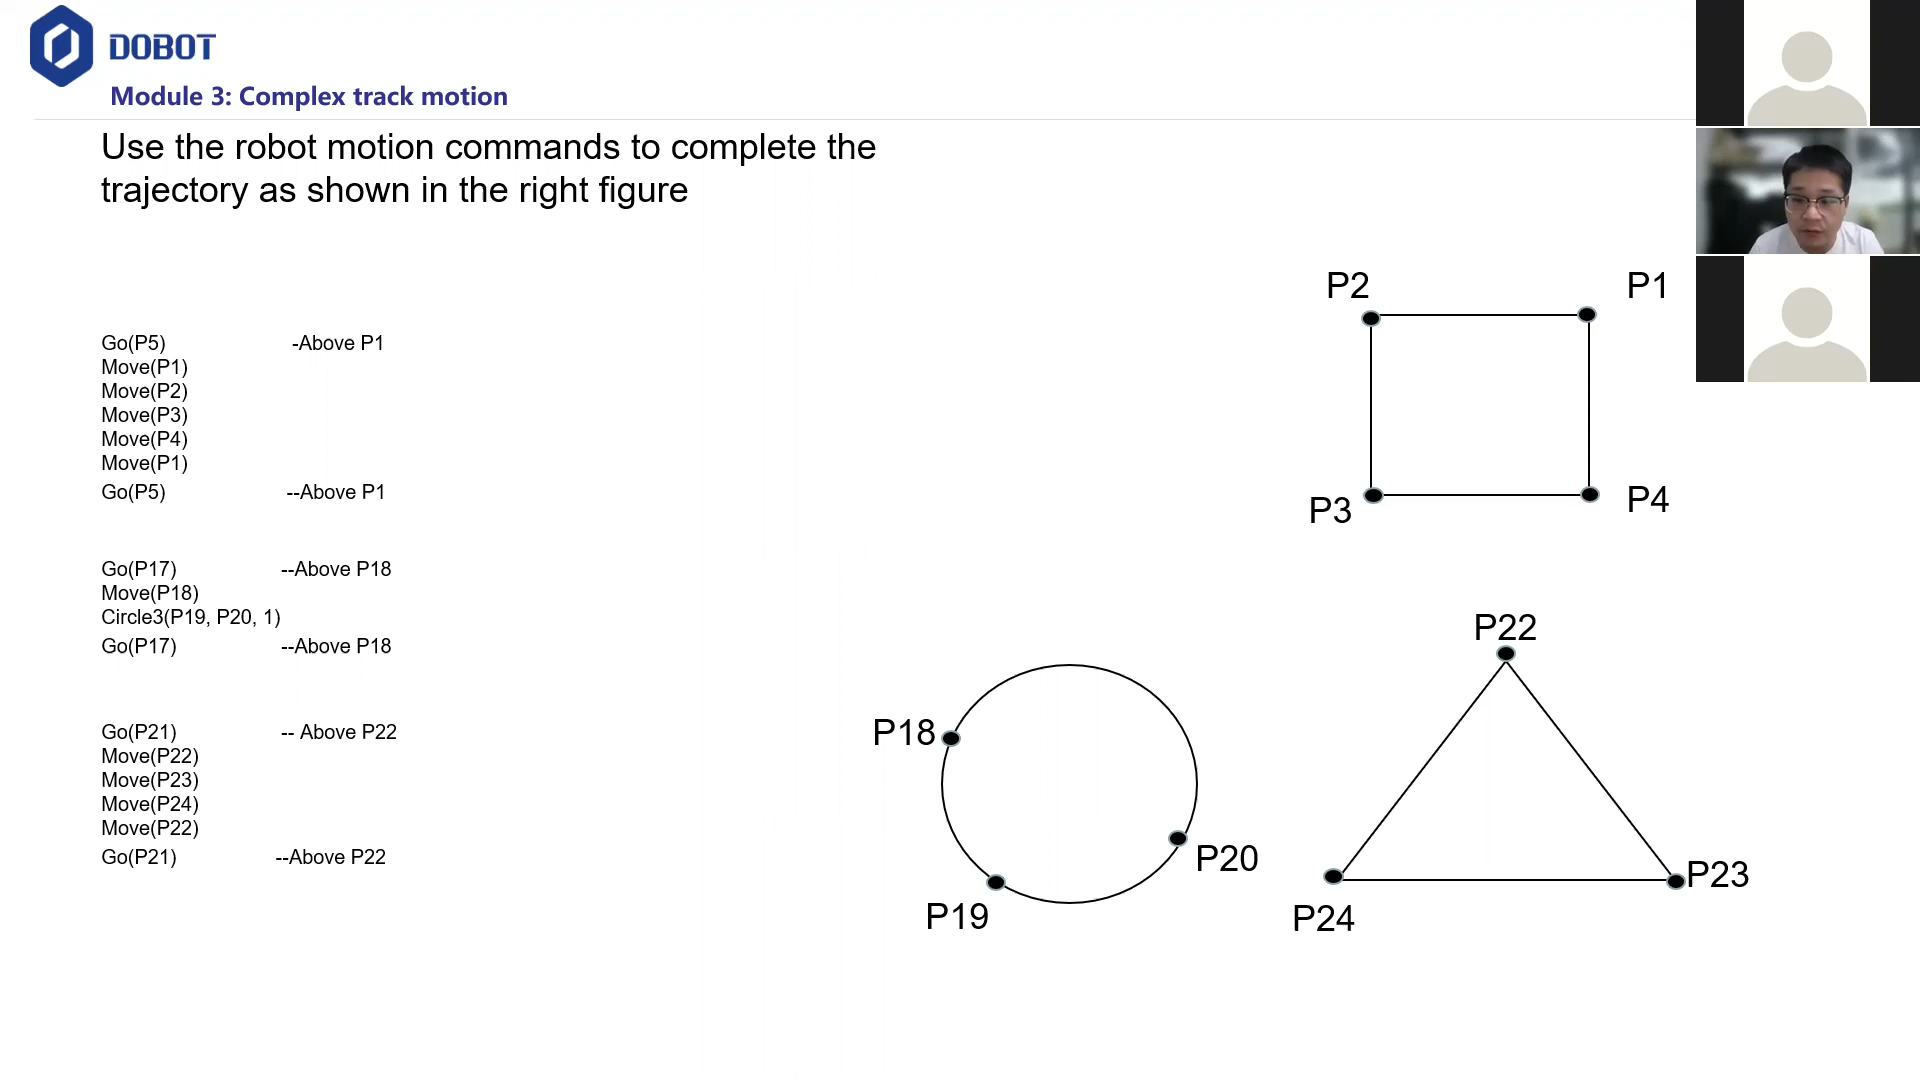 DOBOT
Module 3: Complex track motion
Use the robot motion commands to complete the
trajectory as shown in the right figure
Go(P5) -Above P1
Move(P1)
Move(P2)
Move(P3)
Move(P4)
Move(P1)
Go(P5) --Above P1
Go(P17) --Above P18
Move(P18)
Circle3(P19, P20, 1)
Go(P17) --Above P18
Go(P21) -- Above P22
Move(P22)
Move(P23)
Move(P24)
Move(P22)
Go(P21) --Above P22
P2 P1
P3 P4
P22
P18
P20
P23
P19
P24